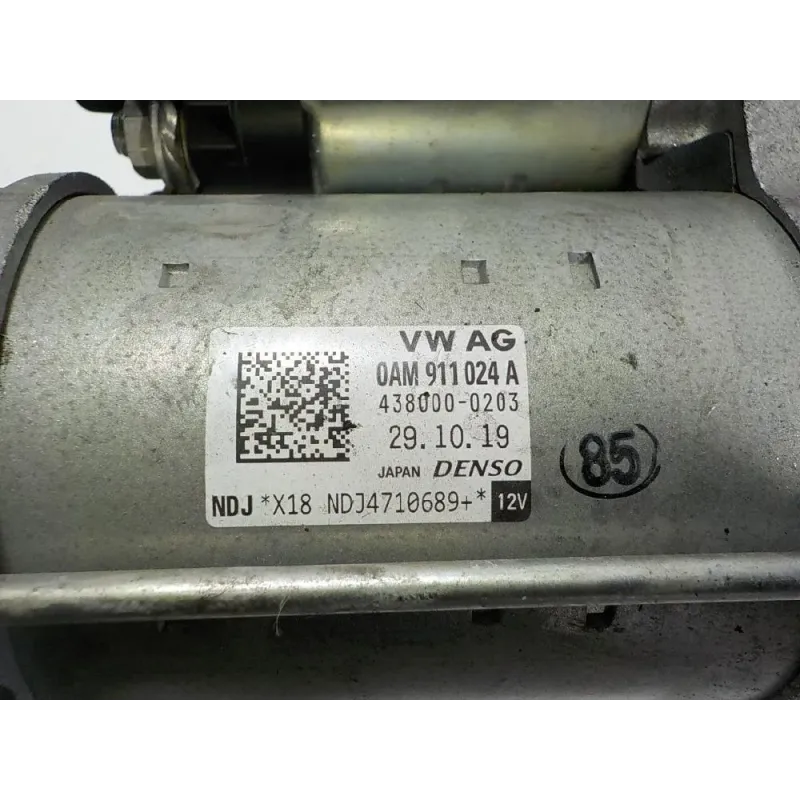 VW AG
0AM 911 024 A
438000-0203
29.10.19
JAPAN DENSO
NDJ *X18 NDJ4710689+* 12V
85